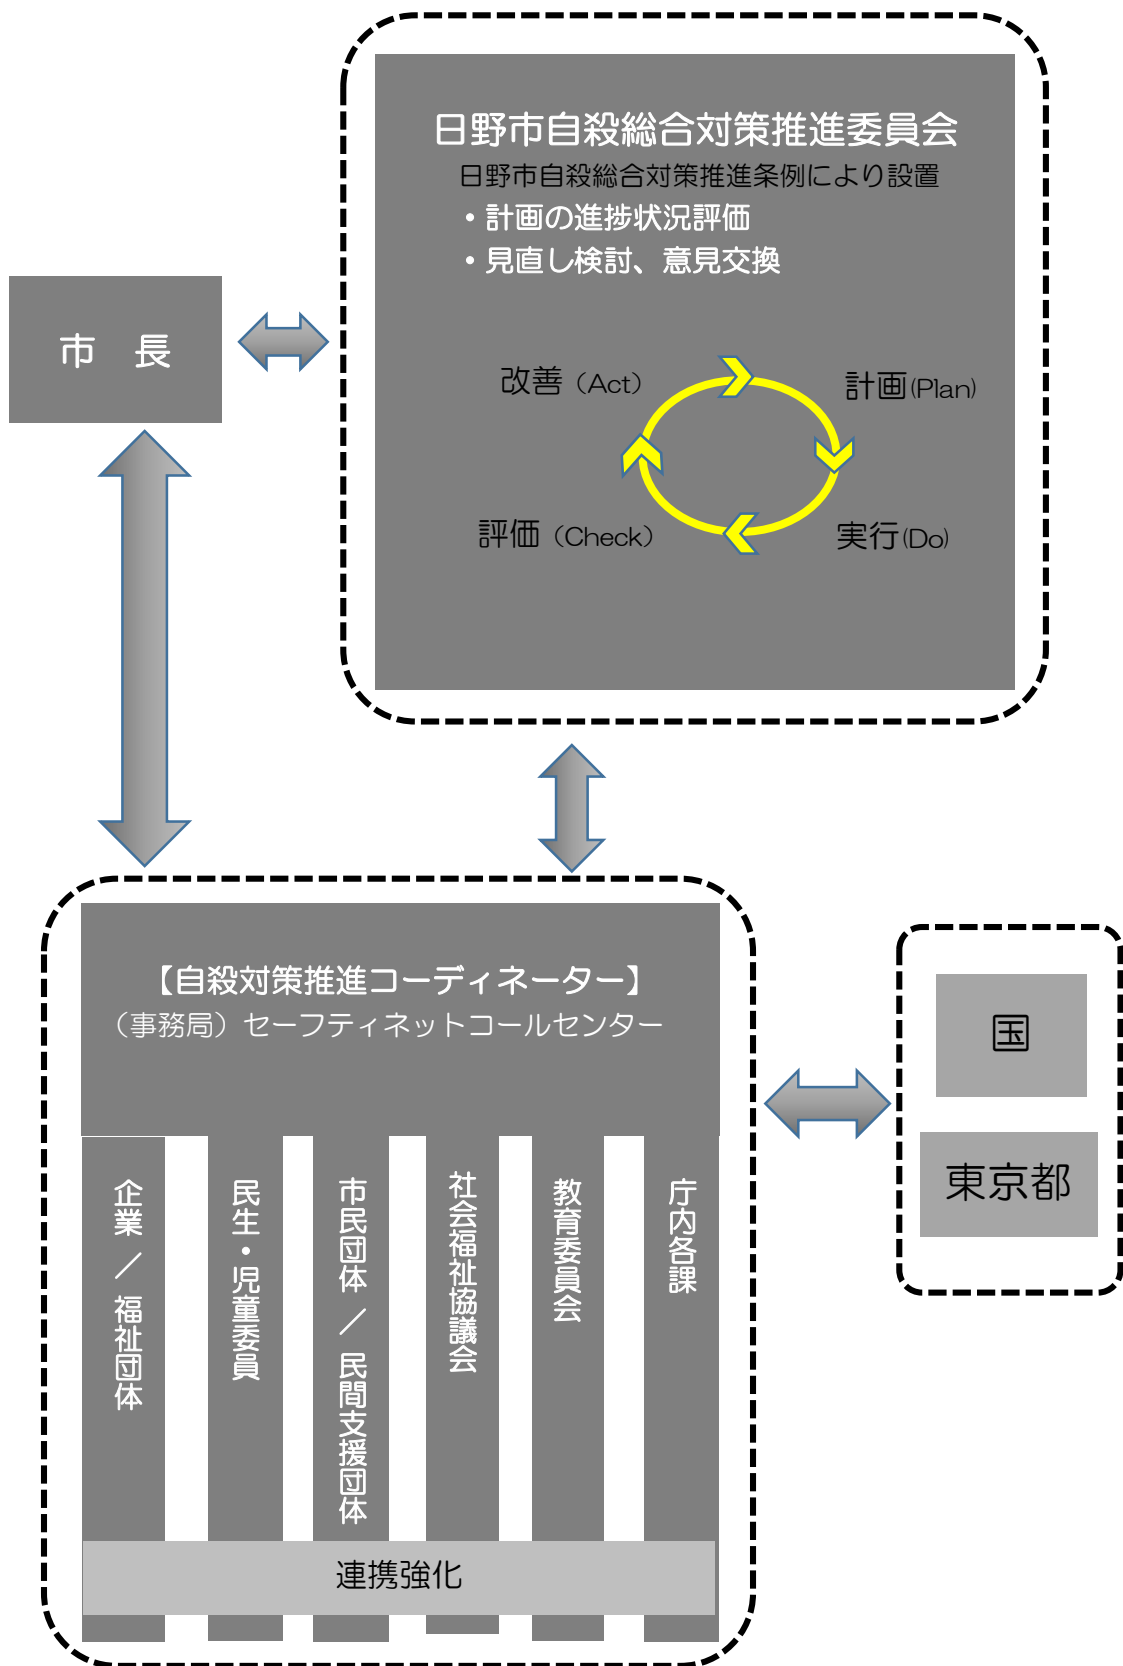 日野市自殺総合対策推進委員会
日野市自殺総合対策推進条例により設置
・計画の進捗状況評価
・見直し検討、意見交換
市　長
改善（Act）
計画(Plan)
評価（Check）
実行(Do)
【自殺対策推進コーディネーター】
（事務局）セーフティネットコールセンター
国
東京都
企業／福祉団体
民生・児童委員
市民団体／民間支援団体
社会福祉協議会
教育委員会
庁内各課
連携強化